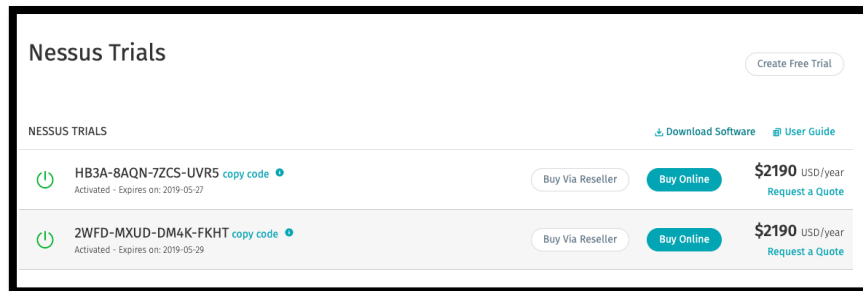 Nessus Trials
Create Free Trial
NESSUS TRIALS
Download Software
User Guide
HB3A-8AQN-7ZCS-UVR5 copy code
Activated - Expires on: 2019-05-27
Buy Via Reseller
Buy Online
$2190 USD/year
Request a Quote
2WFD-MXUD-DM4K-FKHT copy code
Activated - Expires on: 2019-05-29
Buy Via Reseller
Buy Online
$2190 USD/year
Request a Quote